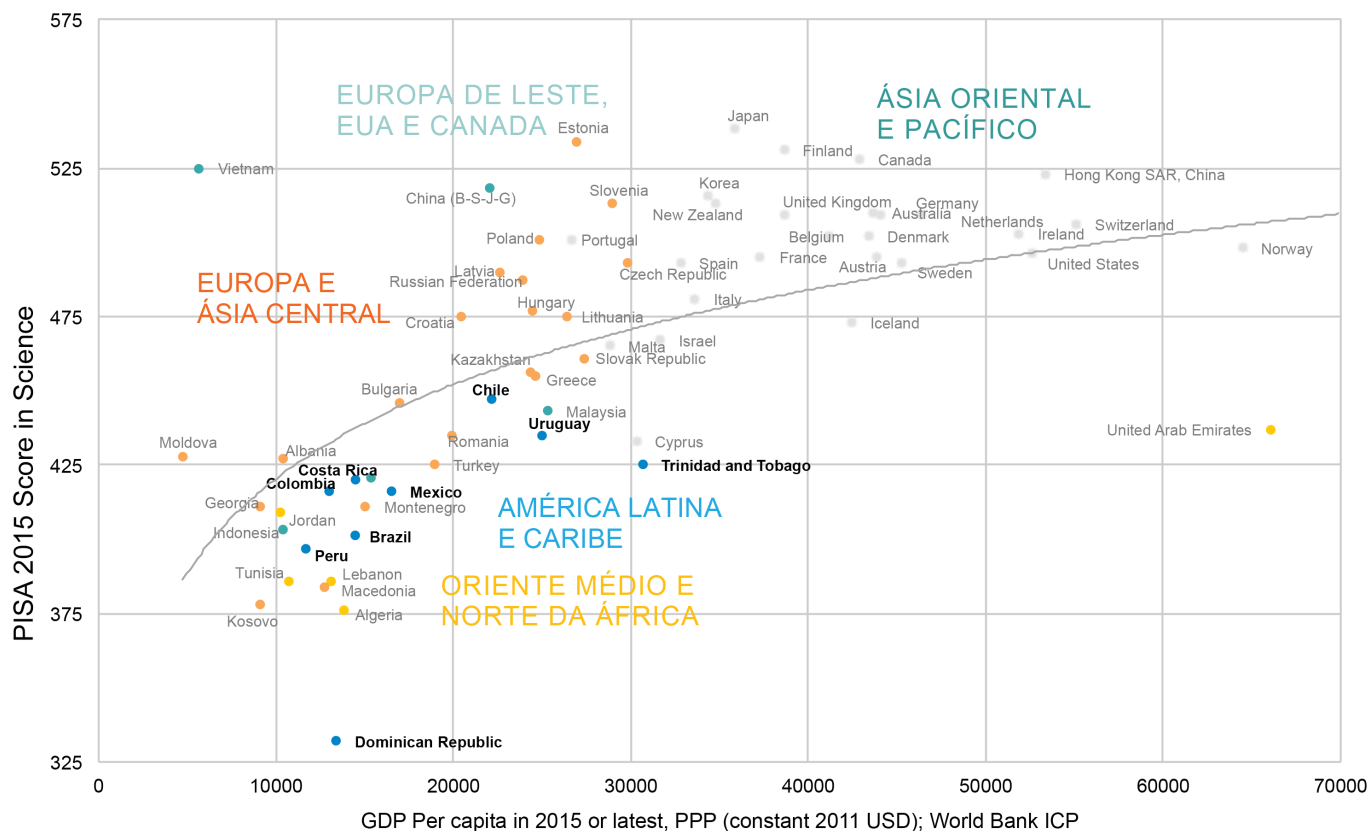 575
EUROPA DE LESTE,
EUA E CANADA
ÁSIA ORIENTAL
E PACÍFICO
Estonia
Japan
Finland
Canada
525
Vietnam
Hong Kong SAR, China
China (B-S-J-G)
Slovenia
Korea
New Zealand
United Kingdom
Australia
Germany
Netherlands
Ireland
Switzerland
Poland
Portugal
Belgium
Denmark
Norway
Latvia
Russian Federation
Czech Republic
Spain
France
Austria
Sweden
United States
EUROPA E
ÁSIA CENTRAL
Hungary
Italy
475
Croatia
Lithuania
Iceland
Malta
Israel
Kazakhstan
Slovak Republic
Greece
Bulgaria
Chile
Malaysia
Uruguay
Moldova
Romania
Cyprus
United Arab Emirates
425
Albania
Turkey
Trinidad and Tobago
Costa Rica
Colombia
Mexico
Georgia
Montenegro
AMÉRICA LATINA
E CARIBE
Jordan
Indonesia
Brazil
Peru
Tunisia
Lebanon
Macedonia
ORIENTE MÉDIO E
NORTE DA ÁFRICA
375
Kosovo
Algeria
Dominican Republic
325
PISA 2015 Score in Science
0 10000 20000 30000 40000 50000 60000 70000
GDP Per capita in 2015 or latest, PPP (constant 2011 USD); World Bank ICP